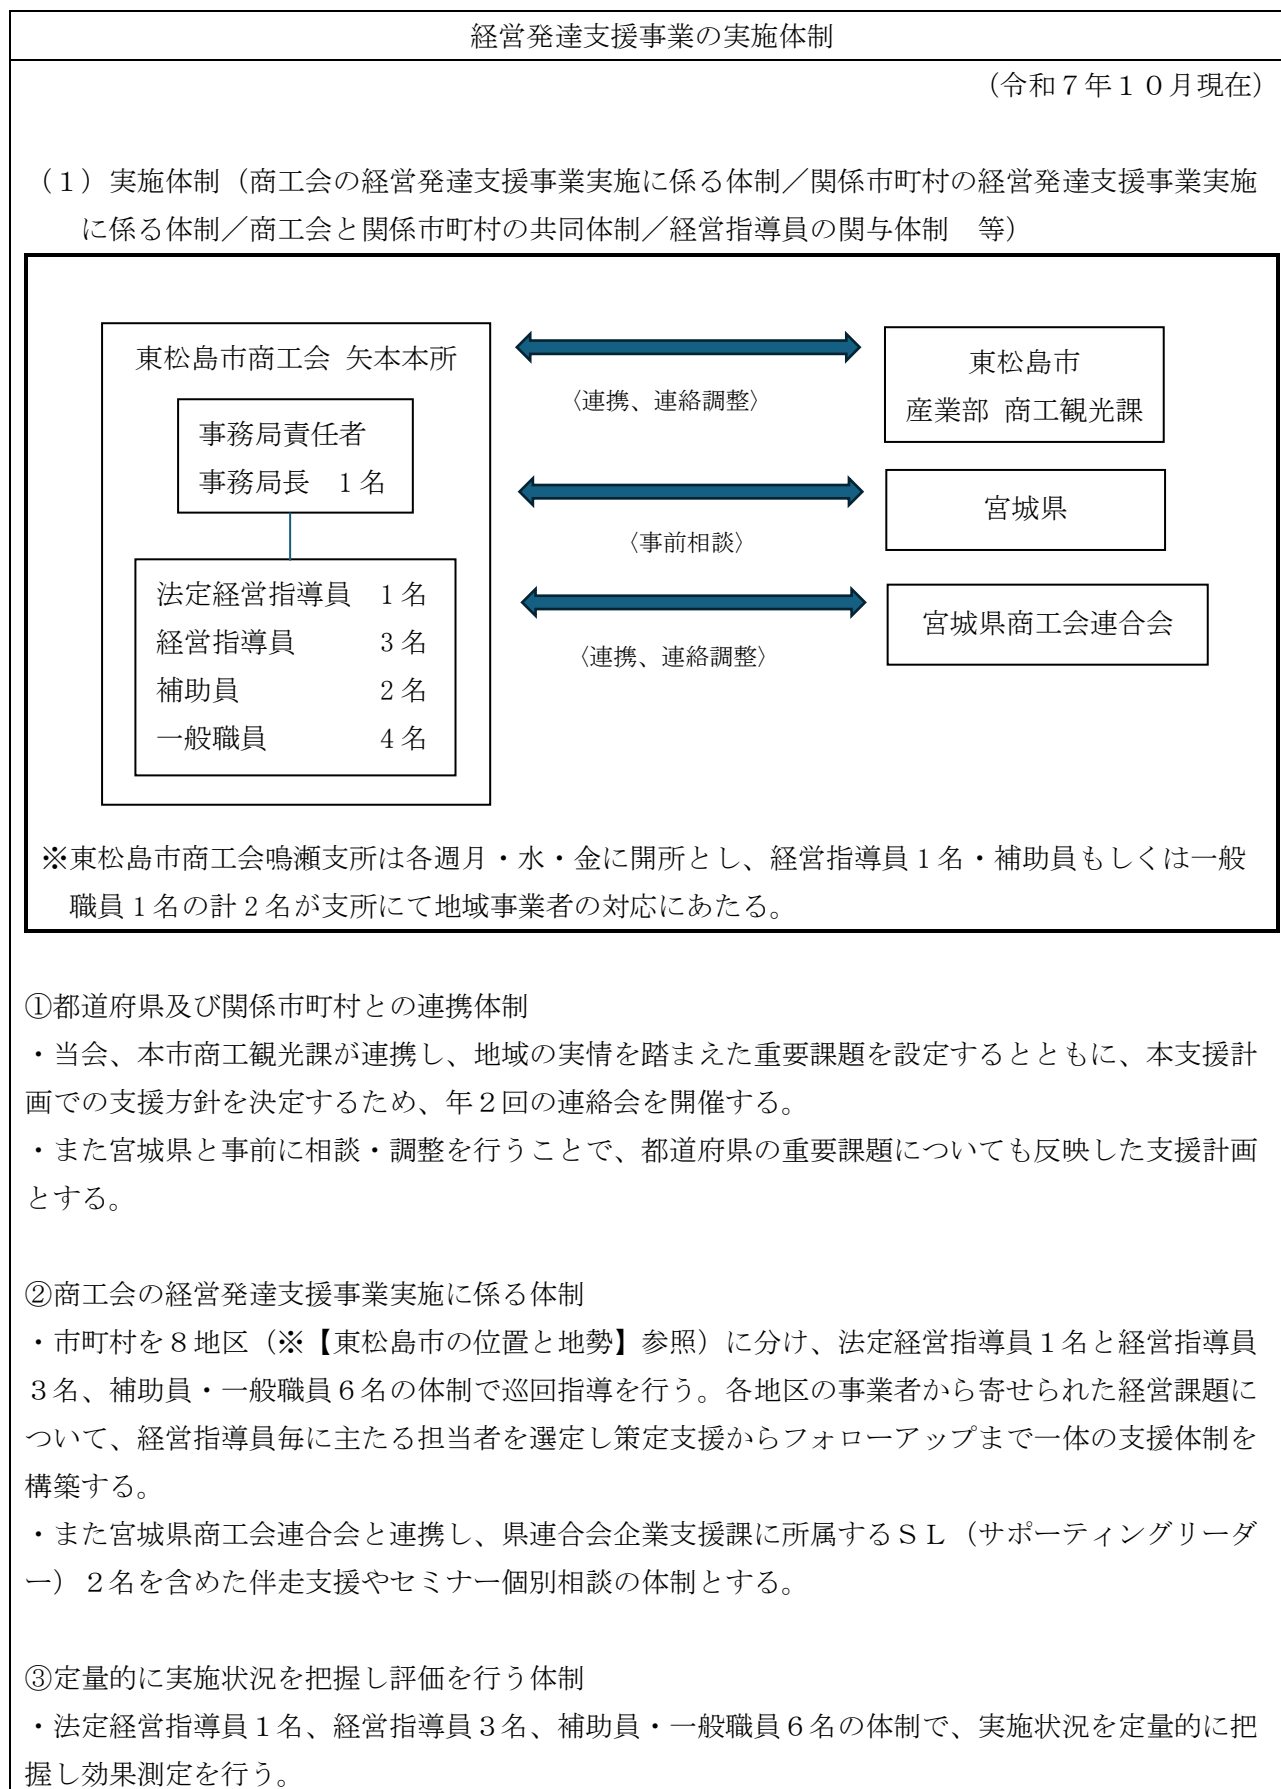 経営発達支援事業の実施体制
（令和７年１０月現在）
（１）実施体制（商工会の経営発達支援事業実施に係る体制／関係市町村の経営発達支援事業実施
に係る体制／商工会と関係市町村の共同体制／経営指導員の関与体制　等）
東松島市商工会 矢本本所
事務局責任者
事務局長　1 名
法定経営指導員　1 名
経営指導員　3 名
補助員　2 名
一般職員　4 名
〈連携、連絡調整〉
東松島市
産業部 商工観光課
〈事前相談〉
宮城県
〈連携、連絡調整〉
宮城県商工会連合会
※東松島市商工会鳴瀬支所は各週月・水・金に開所とし、経営指導員 1 名・補助員もしくは一般
職員 1 名の計 2 名が支所にて地域事業者の対応にあたる。
①都道府県及び関係市町村との連携体制
・当会、本市商工観光課が連携し、地域の実情を踏まえた重要課題を設定するとともに、本支援計
画での支援方針を決定するため、年２回の連絡会を開催する。
・また宮城県と事前に相談・調整を行うことで、都道府県の重要課題についても反映した支援計画
とする。
②商工会の経営発達支援事業実施に係る体制
・市町村を８地区（※【東松島市の位置と地勢】参照）に分け、法定経営指導員１名と経営指導員
３名、補助員・一般職員６名の体制で巡回指導を行う。各地区の事業者から寄せられた経営課題に
ついて、経営指導員毎に主たる担当者を選定し策定支援からフォローアップまで一体の支援体制を
構築する。
・また宮城県商工会連合会と連携し、県連合会企業支援課に所属するＳＬ（サポーティングリーダ
ー）２名を含めた伴走支援やセミナー個別相談の体制とする。
③定量的に実施状況を把握し評価を行う体制
・法定経営指導員１名、経営指導員３名、補助員・一般職員６名の体制で、実施状況を定量的に把
握し効果測定を行う。